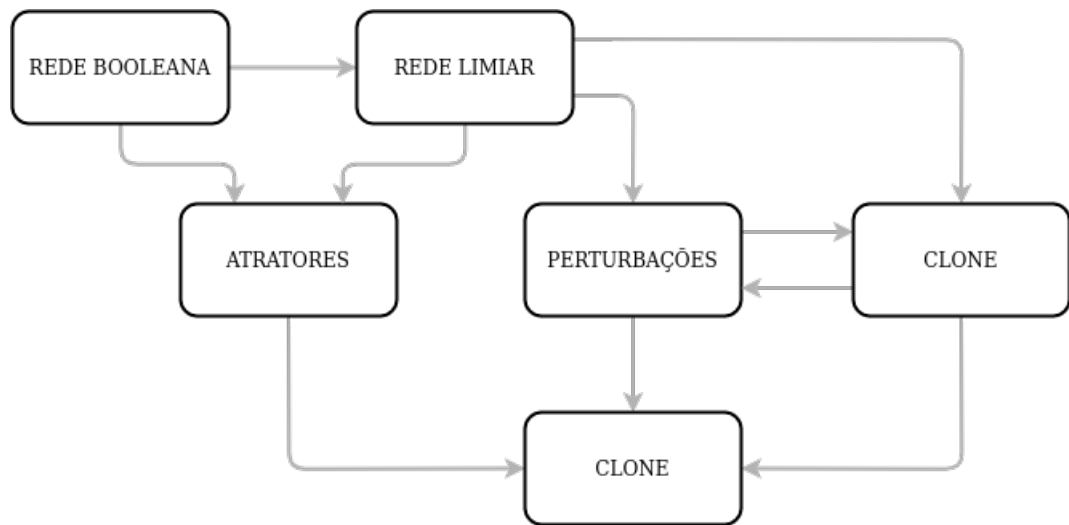 REDE BOOLEANA
REDE LIMIAR
ATRATORES
PERTURBAÇÕES
CLONE
CLONE